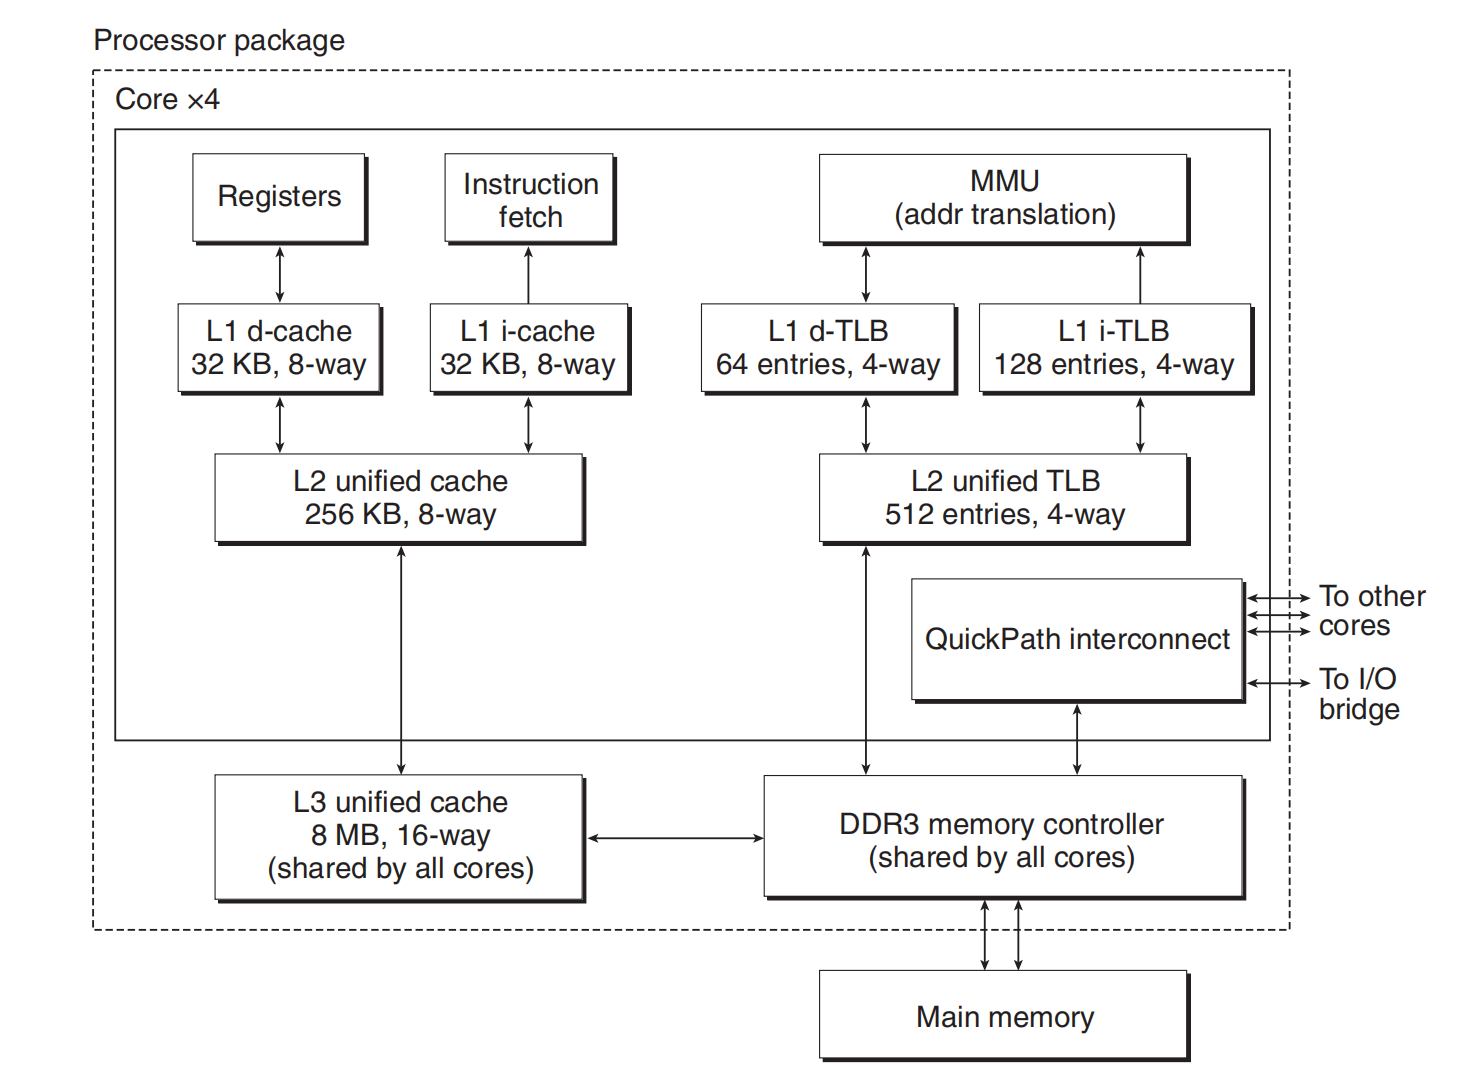 Processor package
Core ×4
Registers
Instruction
fetch
MMU
(addr translation)
L1 d-cache
32 KB, 8-way
L1 i-cache
32 KB, 8-way
L1 d-TLB
64 entries, 4-way
L1 i-TLB
128 entries, 4-way
L2 unified cache
256 KB, 8-way
L2 unified TLB
512 entries, 4-way
QuickPath interconnect
To other
cores
To I/O
bridge
L3 unified cache
8 MB, 16-way
(shared by all cores)
DDR3 memory controller
(shared by all cores)
Main memory